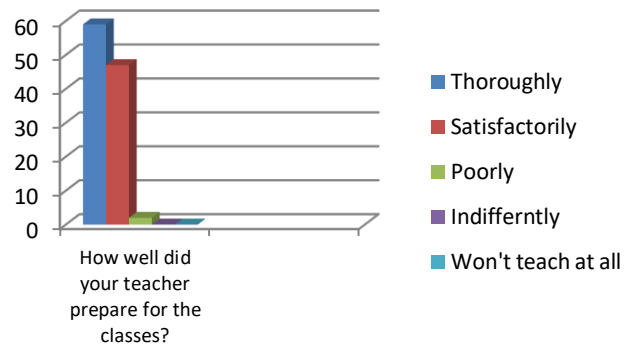 60
50
40
30
20
10
0
How well did
your teacher
prepare for the
classes?
Thoroughly
Satisfactorily
Poorly
Indifferntly
Won't teach at all